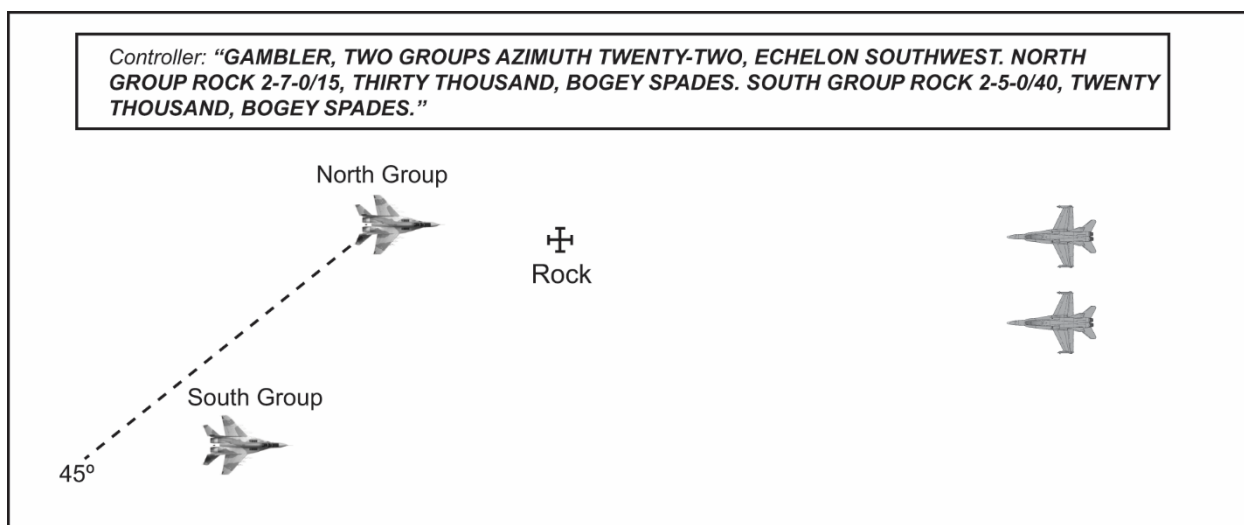 Controller: “GAMBLER, TWO GROUPS AZIMUTH TWENTY-TWO, ECHELON SOUTHWEST. NORTH
GROUP ROCK 2-7-0/15, THIRTY THOUSAND, BOGEY SPADES. SOUTH GROUP ROCK 2-5-0/40, TWENTY
THOUSAND, BOGEY SPADES.”
North Group
Rock
South Group
45º